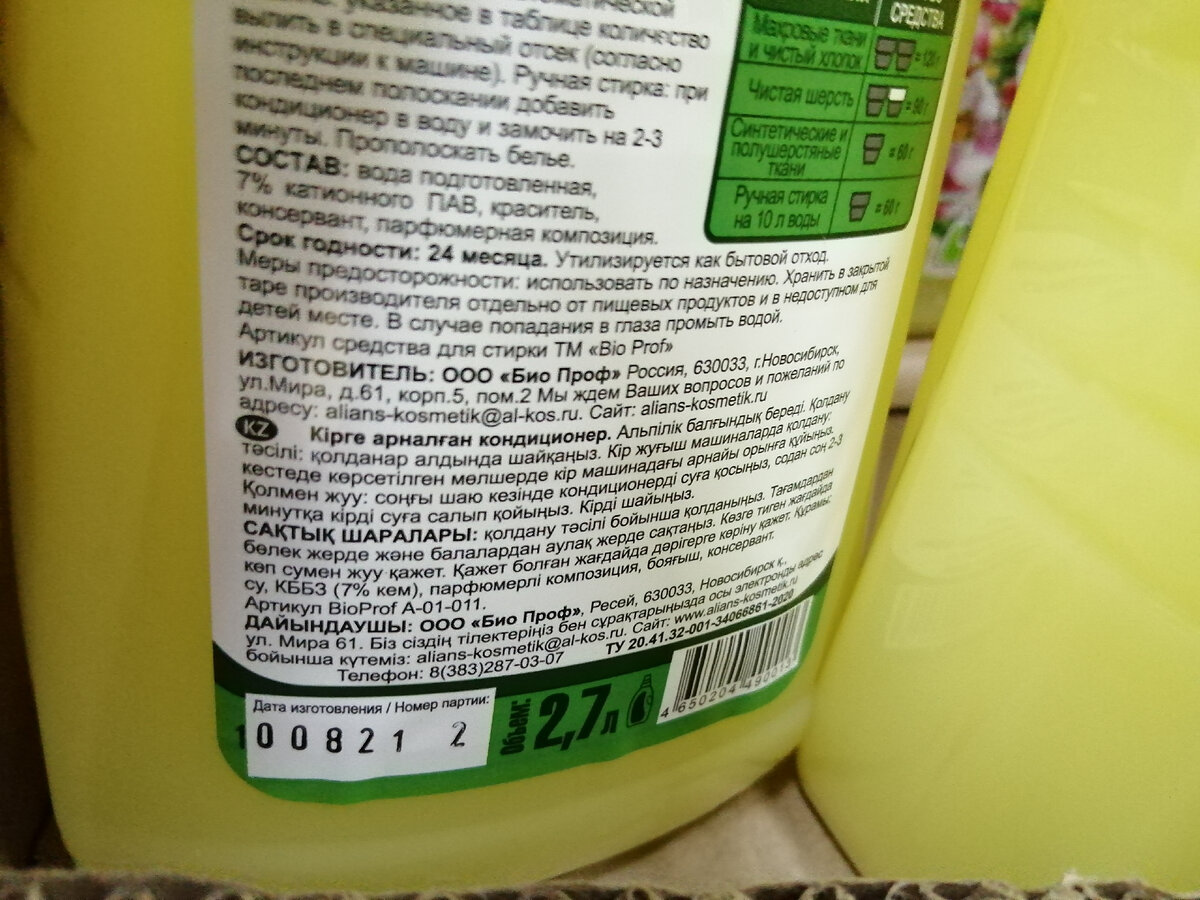 указанное в таблице количество
вылить в специальный отсек (согласно
инструкции к машине). Ручная стирка: при
последнем полоскании добавить
кондиционер в воду и замочить на 2-3
минуты. Прополоскать белье.
СОСТАВ: вода подготовленная,
7% катионного ПАВ, краситель,
консервант, парфюмерная композиция.
Срок годности: 24 месяца. Утилизируется как бытовой отход.
Меры предосторожности: использовать по назначению. Хранить в закрытой
таре производителя отдельно от пищевых продуктов и в недоступном для
детей месте. В случае попадания в глаза промыть водой.
Артикул средства для стирки ТМ «Bio Prof»
ИЗГОТОВИТЕЛЬ: ООО «Био Проф» Россия, 630033, г.Новосибирск,
ул.Мира, д.61, корп.5, пом.2 Мы ждем Ваших вопросов и пожеланий по
адресу: alians-kosmetik@al-kos.ru. Сайт: alians-kosmetik.ru
СРЕДСТВА
Махровые ткани
и чистый хлопок = 120 г
Чистая шерсть = 90 г
Синтетические и
полушерстяные
ткани = 60 г
Ручная стирка
на 10 л воды = 60 г
KZ Кірге арналған кондиционер. Альпілік балғындық береді. Қолдану
тәсілі: қолданар алдында шайқаңыз. Кір жуғыш машиналарда қолдану:
кестеде көрсетілген мөлшерде кір машинадағы арнайы орынға құйыңыз.
Қолмен жуу: соңғы шаю кезінде кондиционерді суға қосыңыз, содан соң 2-3
минутқа кірді суға салып қойыңыз. Кірді шайыңыз.
САҚТЫҚ ШАРАЛАРЫ: қолдану тәсілі бойынша қолданыңыз. Тағамдардан
бөлек жерде және балалардан аулақ жерде сақтаңыз. Көзге тиген жағдайда
көп сумен жуу қажет. Қажет болған жағдайда дәрігерге көріну қажет. Құрамы:
су, КББЗ (7% кем), парфюмерлі композиция, бояғыш, консервант.
Артикул BioProf А-01-011.
ДАЙЫНДАУШЫ: ООО «Био Проф», Ресей, 630033, Новосибирск қ.,
ул. Мира 61. Біз сіздің тілектеріңіз бен сұрақтарыңызда осы электронды адрес
бойынша күтеміз: alians-kosmetik@al-kos.ru. Сайт: www.alians-kosmetik.ru
Телефон: 8(383)287-03-07 ТУ 20.41.32-001-34066861-2020
Дата изготовления / Номер партии:
100821 2
Объем: 2,7л
4 650204 490013